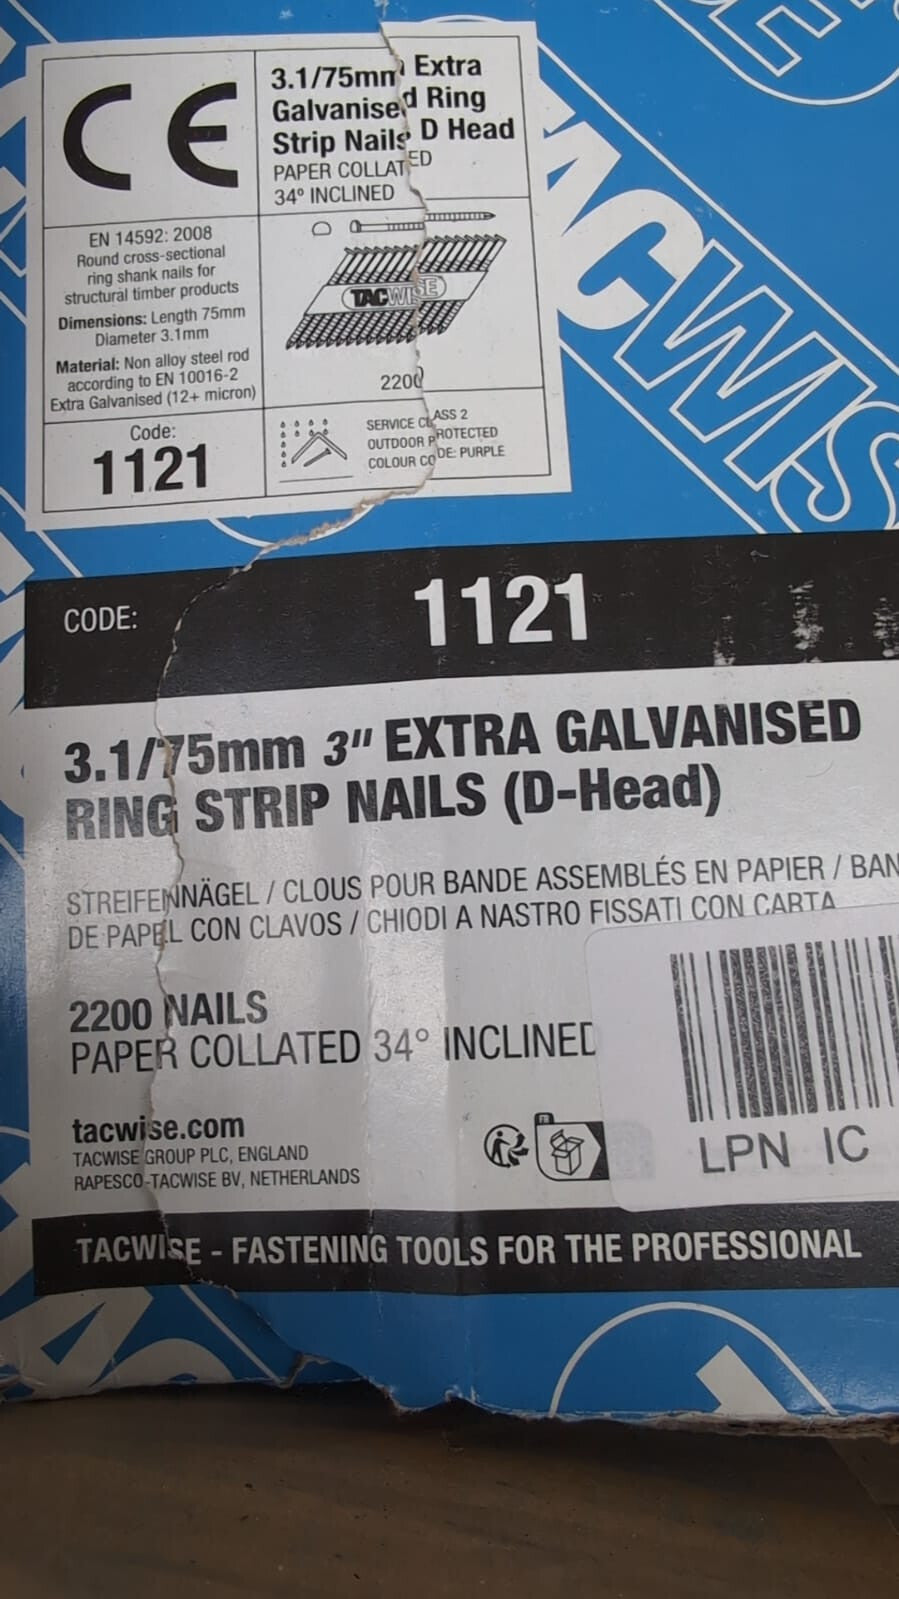 CE
3.1/75mm Extra
Galvanised Ring
Strip Nails D Head
PAPER COLLATED
34° INCLINED
EN 14592: 2008
Round cross-sectional
ring shank nails for
structural timber products
Dimensions: Length 75mm
Diameter 3.1mm
Material: Non alloy steel rod
according to EN 10016-2
Extra Galvanised (12+ micron)
TACWISE
2200
Code:
1121
SERVICE CLASS 2
OUTDOOR PROTECTED
COLOUR CODE: PURPLE
TACWIS
CODE:
1121
3.1/75mm 3" EXTRA GALVANISED
RING STRIP NAILS (D-Head)
STREIFENNÄGEL / CLOUS POUR BANDE ASSEMBLÉS EN PAPIER / BAN
DE PAPEL CON CLAVOS / CHIODI A NASTRO FISSATI CON CARTA
2200 NAILS
PAPER COLLATED 34° INCLINED
tacwise.com
TACWISE GROUP PLC, ENGLAND
RAPESCO-TACWISE BV, NETHERLANDS
FR
LPN IC
TACWISE - FASTENING TOOLS FOR THE PROFESSIONAL